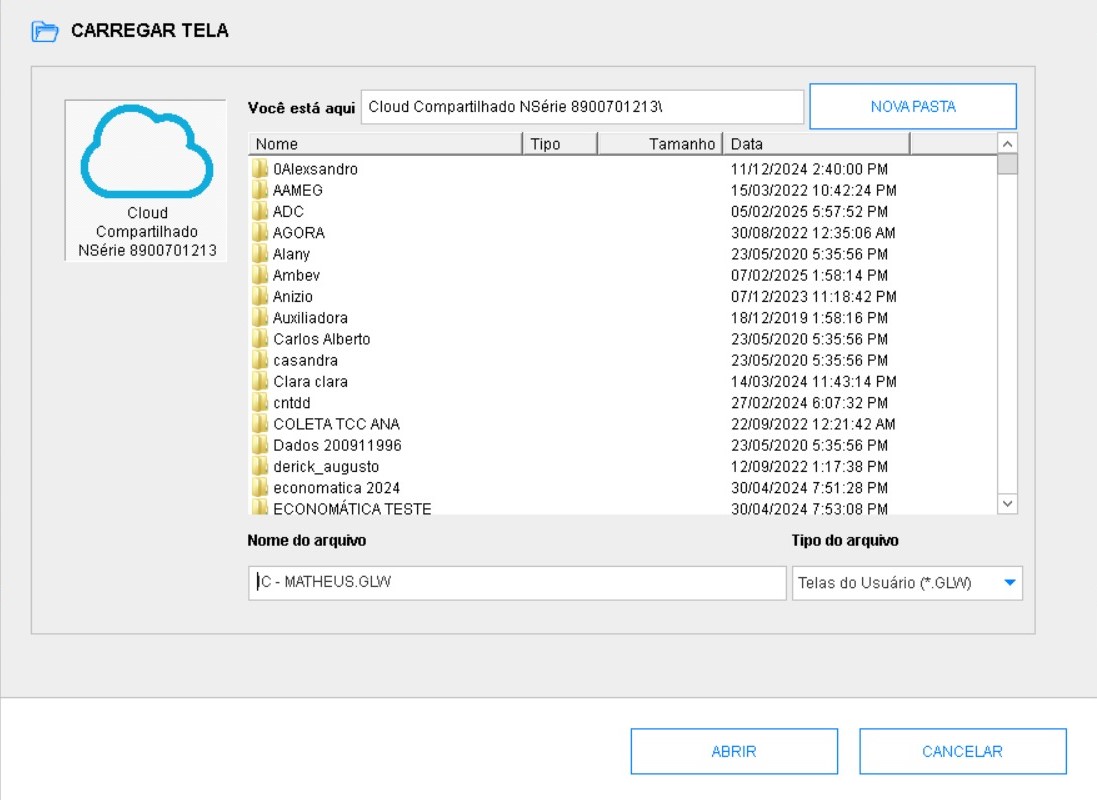 CARREGAR TELA
Você está aqui
Cloud Compartilhado NSérie 8900701213\
NOVA PASTA
Cloud
Compartilhado
NSérie 8900701213
Nome Tipo Tamanho Data
0Alexsandro 11/12/2024 2:40:00 PM
AAMEG 15/03/2022 10:42:24 PM
ADC 05/02/2025 5:57:52 PM
AGORA 30/08/2022 12:35:06 AM
Alany 23/05/2020 5:35:56 PM
Ambev 07/02/2025 1:58:14 PM
Anizio 07/12/2023 11:18:42 PM
Auxiliadora 18/12/2019 1:58:16 PM
Carlos Alberto 23/05/2020 5:35:56 PM
casandra 23/05/2020 5:35:56 PM
Clara clara 14/03/2024 11:43:14 PM
cntdd 27/02/2024 6:07:32 PM
COLETA TCC ANA 22/09/2022 12:21:42 AM
Dados 200911996 23/05/2020 5:35:56 PM
derick_augusto 12/09/2022 1:17:38 PM
economatica 2024 30/04/2024 7:51:28 PM
ECONOMÁTICA TESTE 30/04/2024 7:53:08 PM
Nome do arquivo Tipo do arquivo
IC - MATHEUS.GLW Telas do Usuário (*.GLW)
ABRIR CANCELAR